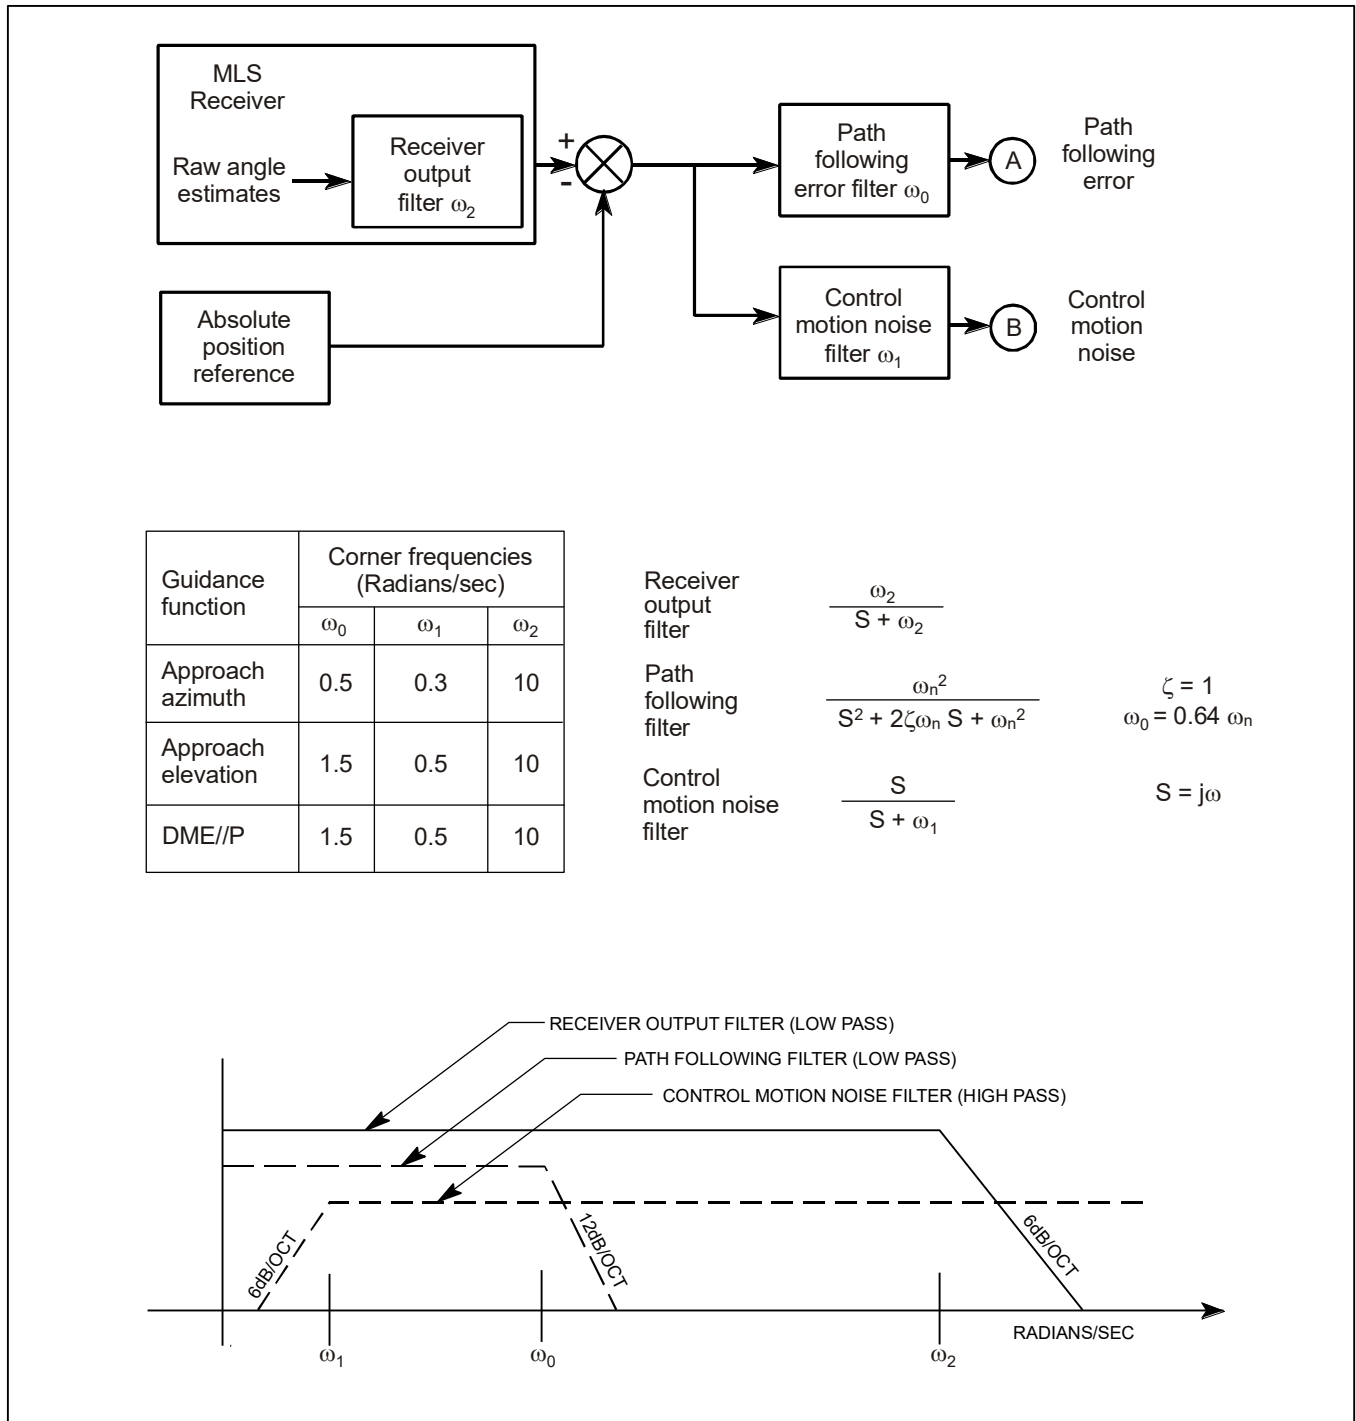 MLS
Receiver
Raw angle
estimates
Receiver
output
filter ω2
+
-
Absolute
position
reference
Path
following
error filter ω0
A
Path
following
error
Control
motion noise
filter ω1
B
Control
motion
noise
Guidance
function
Corner frequencies
(Radians/sec)
ω0 ω1 ω2
Approach
azimuth
0.5 0.3 10
Approach
elevation
1.5 0.5 10
DME//P 1.5 0.5 10
Receiver
output
filter
ω2
S + ω2
Path
following
filter
ωn²
S² + 2ζωn S + ωn²
ζ = 1
ω0 = 0.64 ωn
Control
motion noise
filter
S
S + ω1
S = jω
RECEIVER OUTPUT FILTER (LOW PASS)
PATH FOLLOWING FILTER (LOW PASS)
CONTROL MOTION NOISE FILTER (HIGH PASS)
6dB/OCT
12dB/OCT
6dB/OCT
RADIANS/SEC
ω1 ω0 ω2